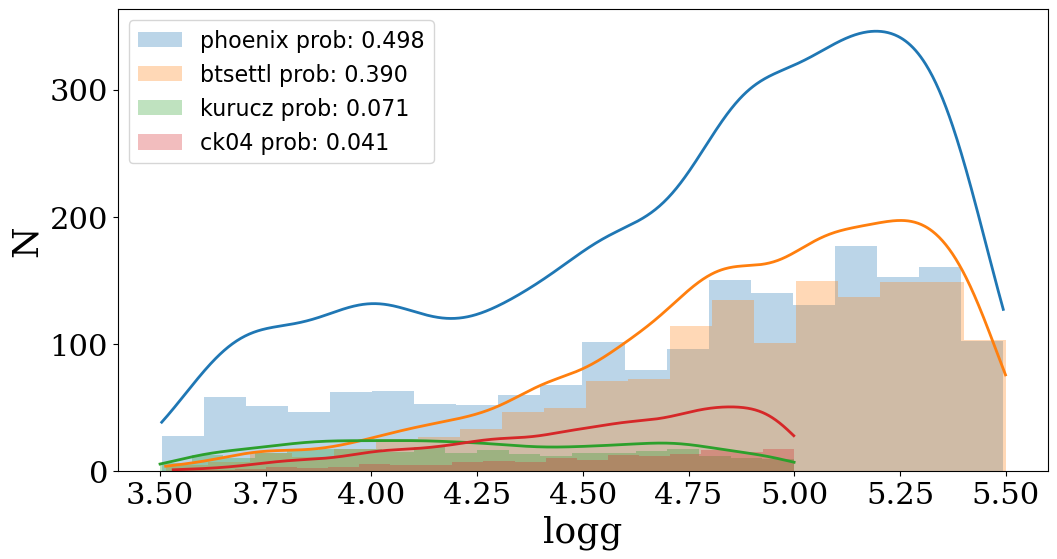 phoenix prob: 0.498
btsettl prob: 0.390
kurucz prob: 0.071
ck04 prob: 0.041
N
300
200
100
0
3.50 3.75 4.00 4.25 4.50 4.75 5.00 5.25 5.50
logg